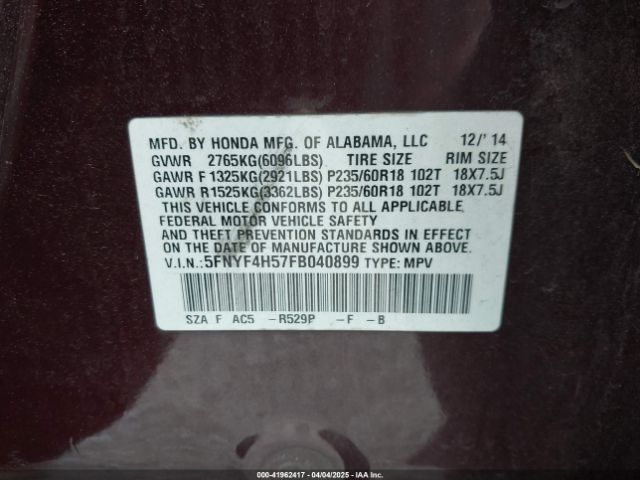 MFD. BY HONDA MFG. OF ALABAMA, LLC 12/'14
GVWR 2765KG(6096LBS) TIRE SIZE RIM SIZE
GAWR F 1325KG(2921LBS) P235/60R18 102T 18X7.5J
GAWR R 1525KG(3362LBS) P235/60R18 102T 18X7.5J
THIS VEHICLE CONFORMS TO ALL APPLICABLE
FEDERAL MOTOR VEHICLE SAFETY
AND THEFT PREVENTION STANDARDS IN EFFECT
ON THE DATE OF MANUFACTURE SHOWN ABOVE.
V.I.N.:5FNYF4H57FB040899 TYPE: MPV
SZA F AC5 -R529P -F -B
000-41962417 - 04/04/2025 - IAA Inc.